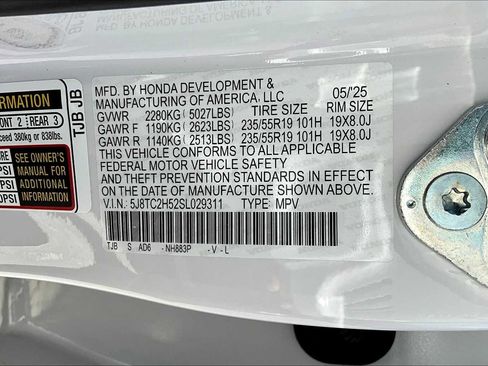 FORMATION
ONT 2 REAR 3
ceed 380kg or 838lbs.
TJB JB
SEE OWNER'S
MANUAL FOR
ADDITIONAL
INFORMATION
PSI
PSI
MFD. BY HONDA DEVELOPMENT & 05/25
MANUFACTURING OF AMERICA, LLC
GVWR 2280KG (5027LBS) TIRE SIZE RIM SIZE
GAWR F 1190KG (2623LBS) 235/55R19 101H 19X8.0J
GAWR R 1140KG (2513LBS) 235/55R19 101H 19X8.0J
THIS VEHICLE CONFORMS TO ALL APPLICABLE
FEDERAL MOTOR VEHICLE SAFETY
AND THEFT PREVENTION STANDARDS IN EFFECT
ON THE DATE OF MANUFACTURE SHOWN ABOVE.
V.I.N. 5J8TC2H52SL029311 TYPE: MPV
TJB S AD6 -NH883P -V-L